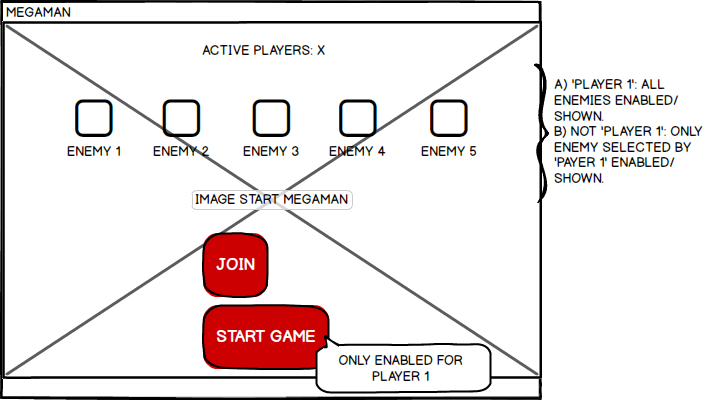 MEGAMAN
ACTIVE PLAYERS: X
ENEMY 1
ENEMY 2
ENEMY 3
ENEMY 4
ENEMY 5
A) 'PLAYER 1': ALL
ENEMIES ENABLED/
SHOWN.
B) NOT 'PLAYER 1': ONLY
ENEMY SELECTED BY
'PAYER 1' ENABLED/
SHOWN.
IMAGE START MEGAMAN
JOIN
START GAME
ONLY ENABLED FOR
PLAYER 1